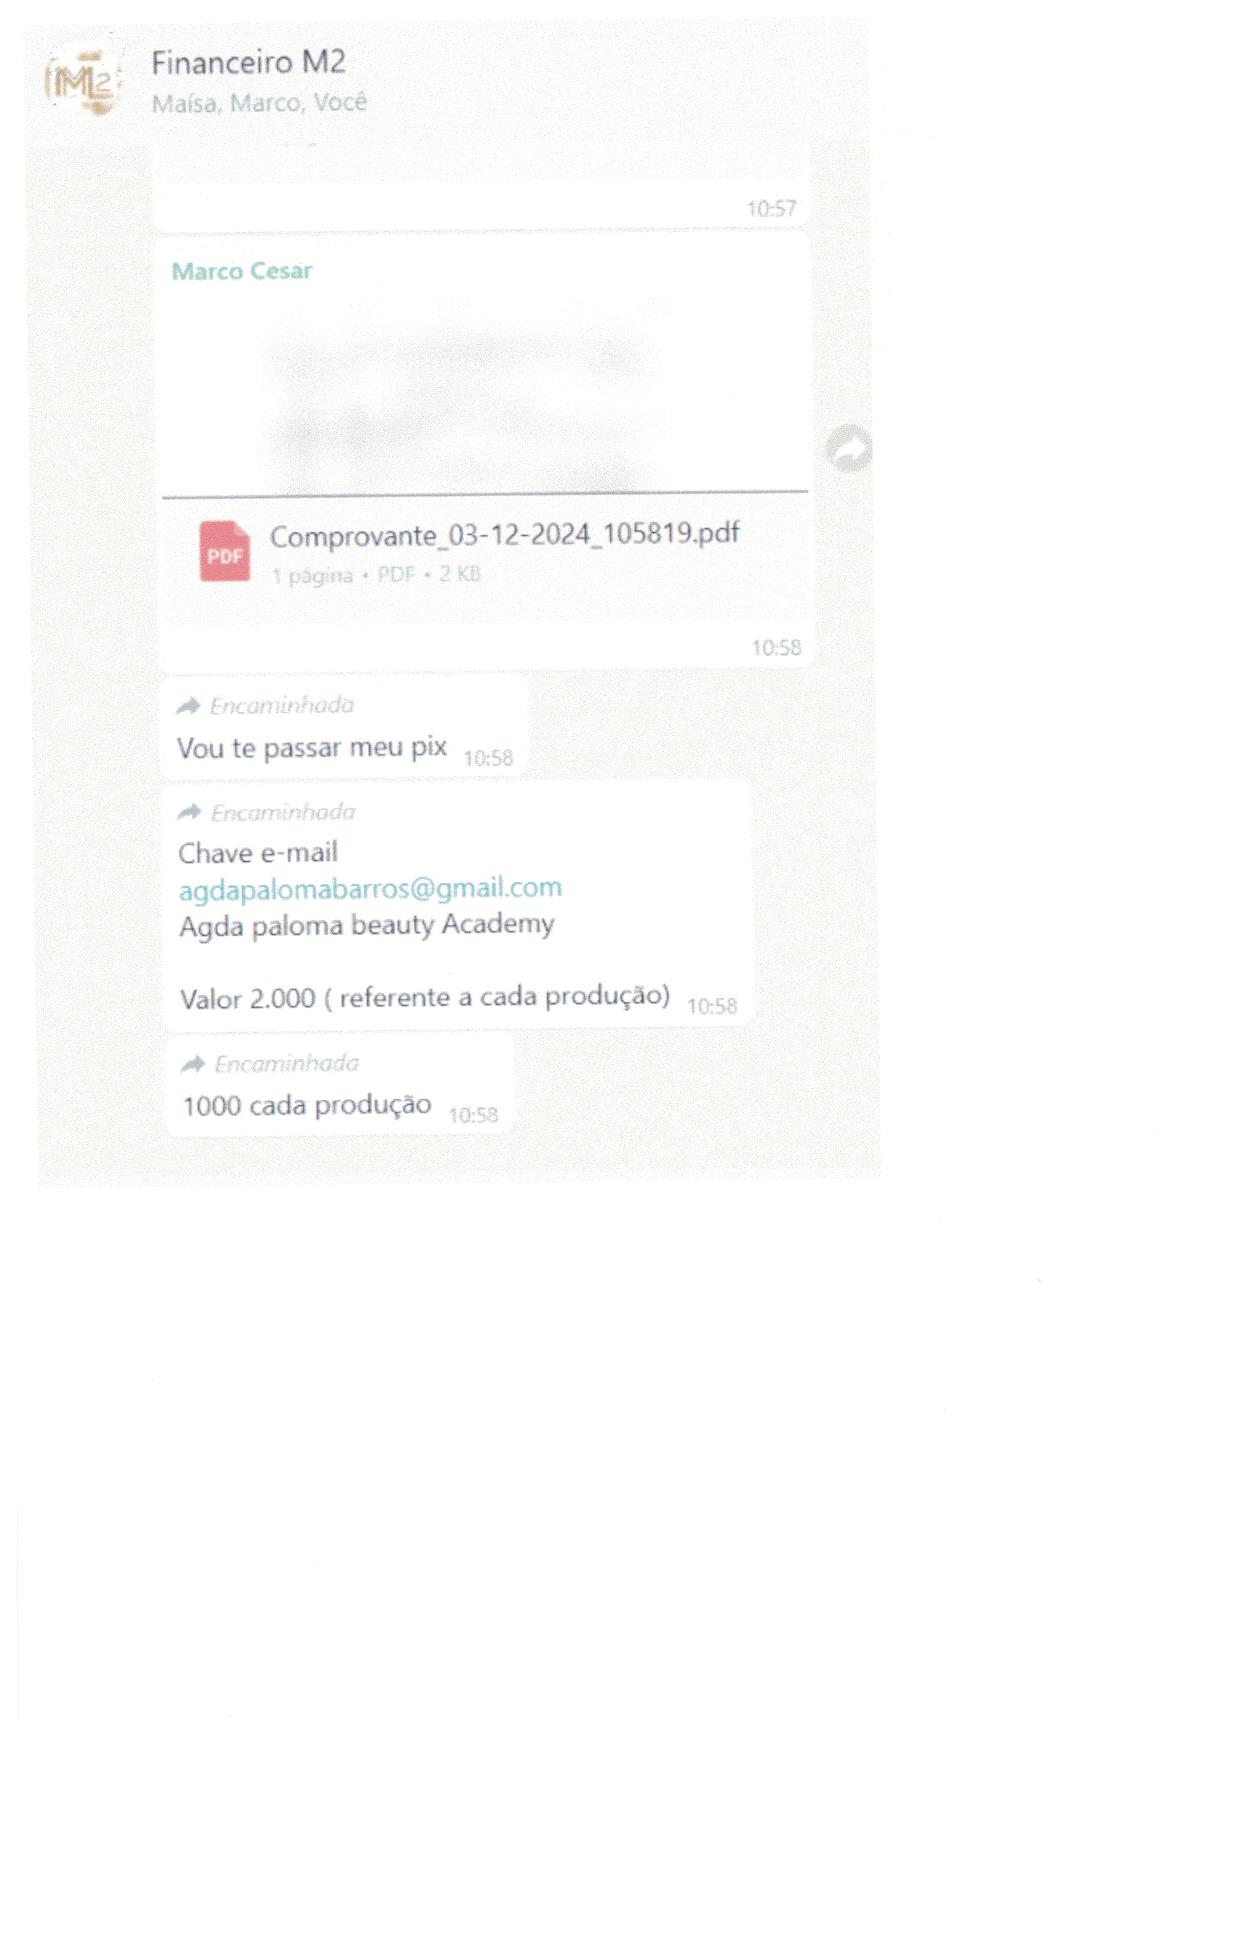 M2
Financeiro M2
Maísa, Marco, Você
10:57
Marco Cesar
PDF
Comprovante_03-12-2024_105819.pdf
1 página • PDF • 2 KB
10:58
Encaminhada
Vou te passar meu pix 10:58
Encaminhada
Chave e-mail
agdapalomabarros@gmail.com
Agda paloma beauty Academy
Valor 2.000 ( referente a cada produção) 10:58
Encaminhada
1000 cada produção 10:58